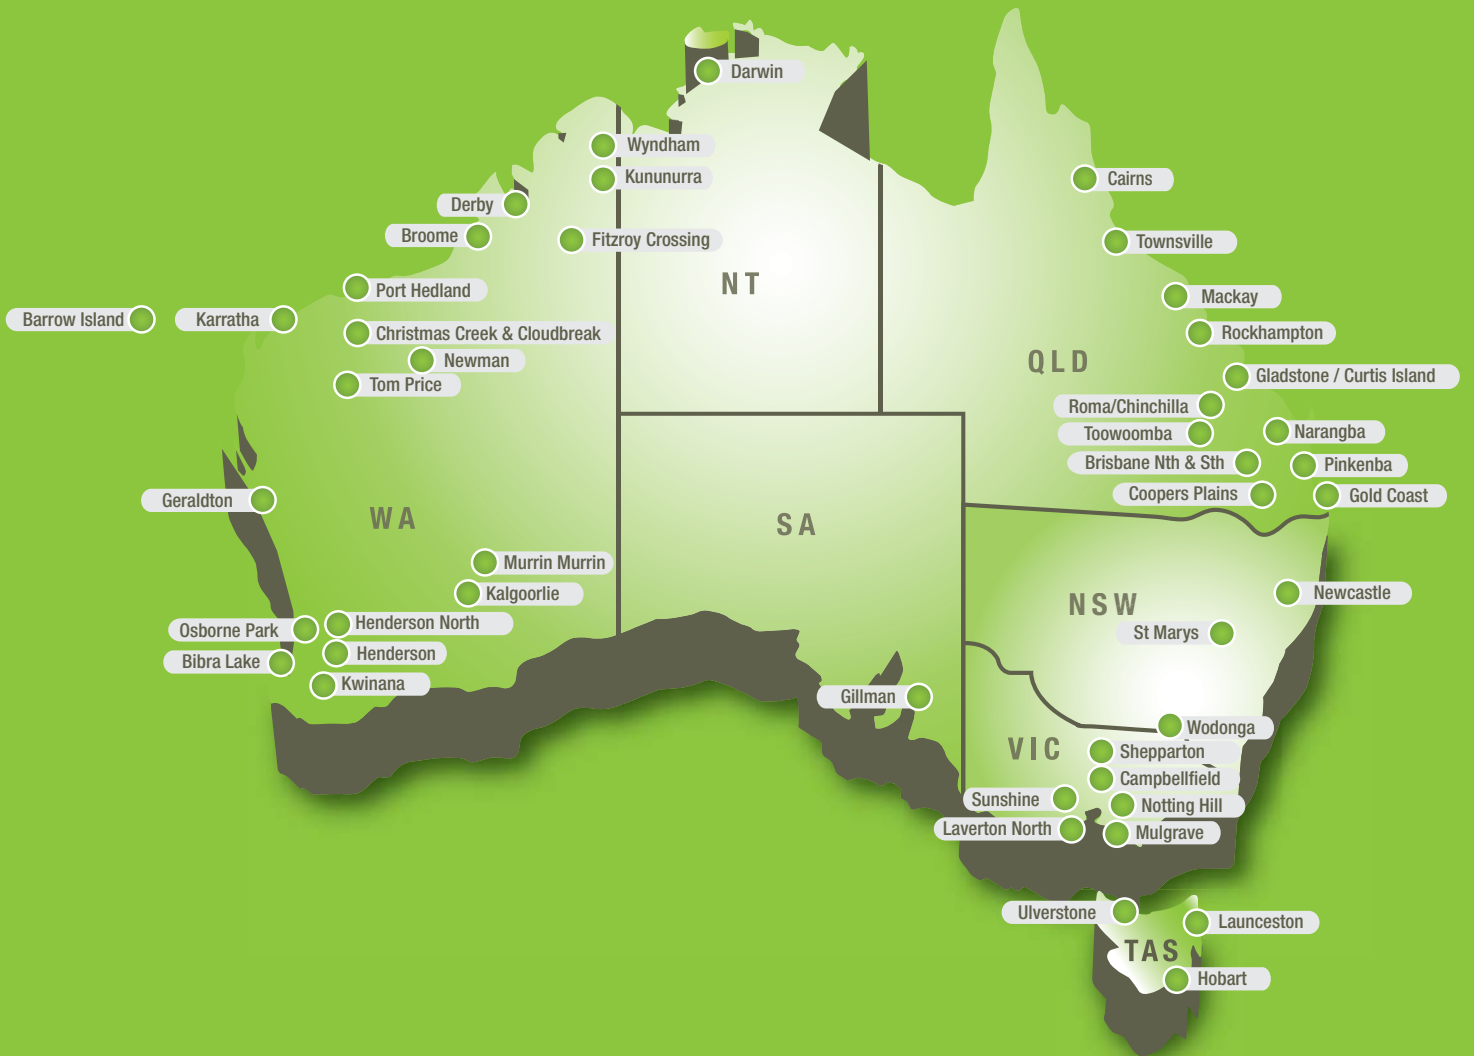 Darwin
Wyndham
Kununurra
Cairns
Derby
Broome
Fitzroy Crossing
Townsville
NT
Port Hedland
Mackay
Barrow Island
Karratha
Christmas Creek & Cloudbreak
Rockhampton
Newman
QLD
Tom Price
Gladstone / Curtis Island
Roma/Chinchilla
Toowoomba
Narangba
Brisbane Nth & Sth
Pinkenba
Geraldton
Coopers Plains
Gold Coast
WA
SA
Murrin Murrin
Kalgoorlie
Newcastle
NSW
Osborne Park
Henderson North
St Marys
Bibra Lake
Henderson
Kwinana
Gillman
Wodonga
VIC
Shepparton
Campbellfield
Sunshine
Notting Hill
Laverton North
Mulgrave
Ulverstone
Launceston
TAS
Hobart